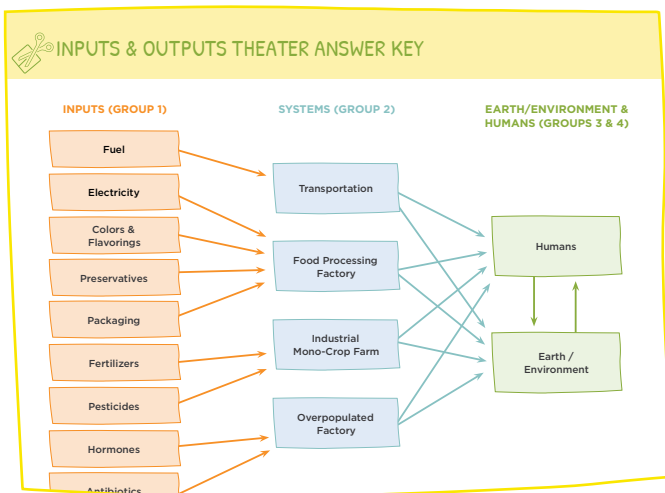 INPUTS & OUTPUTS THEATER ANSWER KEY
INPUTS (GROUP 1)
SYSTEMS (GROUP 2)
EARTH/ENVIRONMENT &
HUMANS (GROUPS 3 & 4)
Fuel
Electricity
Colors &
Flavorings
Preservatives
Packaging
Fertilizers
Pesticides
Hormones
Antibiotics
Transportation
Food Processing
Factory
Industrial
Mono-Crop Farm
Overpopulated
Factory
Humans
Earth /
Environment